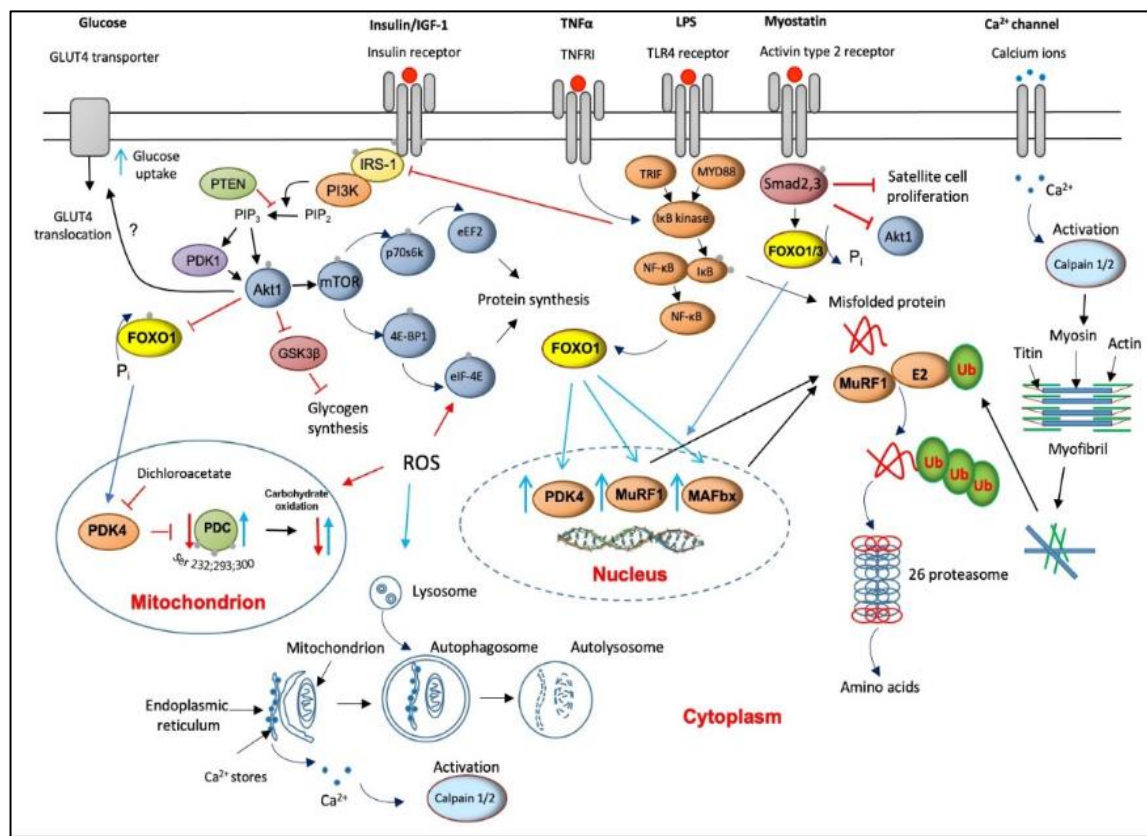 Glucose
Insulin/IGF-1
TNFα
LPS
Myostatin
Ca²⁺ channel
GLUT4 transporter
Insulin receptor
TNFRI
TLR4 receptor
Activin type 2 receptor
Calcium ions
Glucose
uptake
IRS-1
PI3K
PTEN
PIP₃
PIP₂
GLUT4
translocation
?
PDK1
Akt1
mTOR
p70s6k
eEF2
4E-BP1
eIF-4E
Protein synthesis
FOXO1
Pᵢ
GSK3β
Glycogen
synthesis
TRIF
MYD88
IκB kinase
NF-κB
IκB
NF-κB
FOXO1
Smad2,3
Satellite cell
proliferation
Akt1
FOXO1/3
Pᵢ
Ca²⁺
Activation
Calpain 1/2
Misfolded protein
MuRF1
E2
Ub
Myosin
Titin
Actin
Myofibril
Ub
Ub
Ub
26 proteasome
Amino acids
ROS
Dichloroacetate
PDK4
PDC
Ser 232;293;300
Carbohydrate
oxidation
Mitochondrion
PDK4
MuRF1
MAFbx
Nucleus
Lysosome
Mitochondrion
Autophagosome
Autolysosome
Endoplasmic
reticulum
Ca²⁺ stores
Ca²⁺
Activation
Calpain 1/2
Cytoplasm